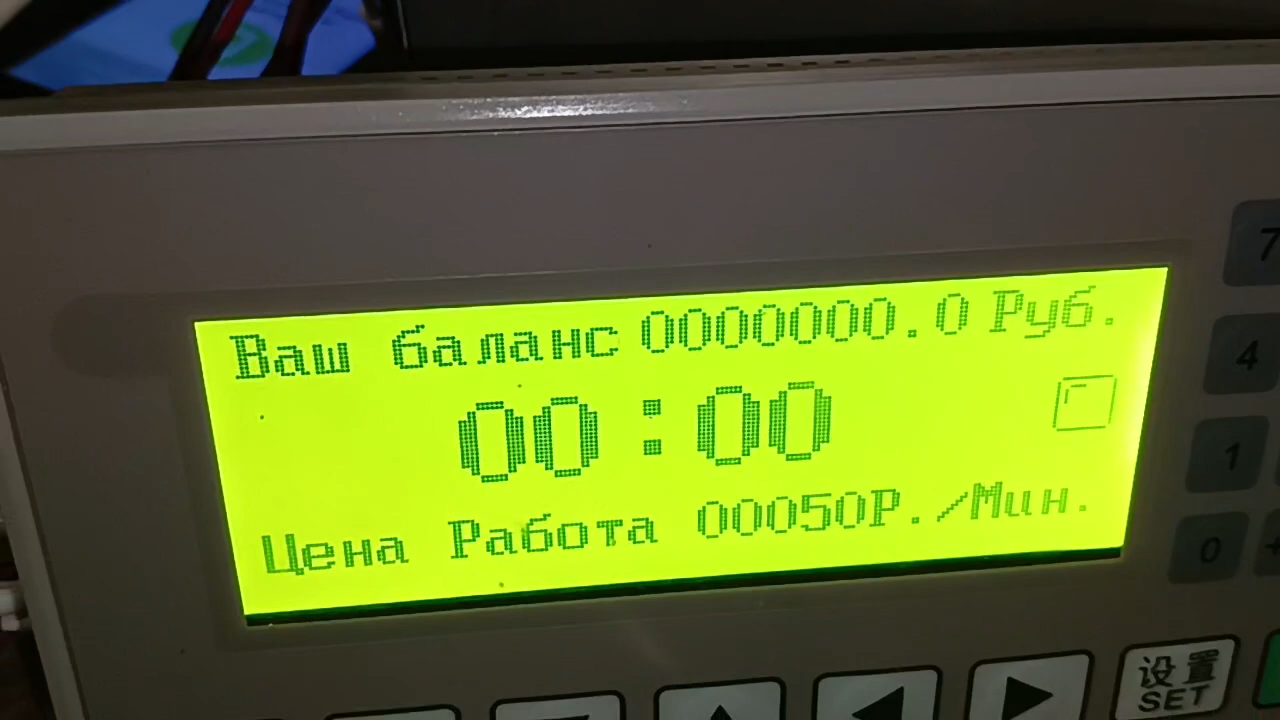 Ваш баланс 0000000.0 Руб.
00:00
Цена Работа 00050Р./Мин.
7
4
1
0
设置
SET